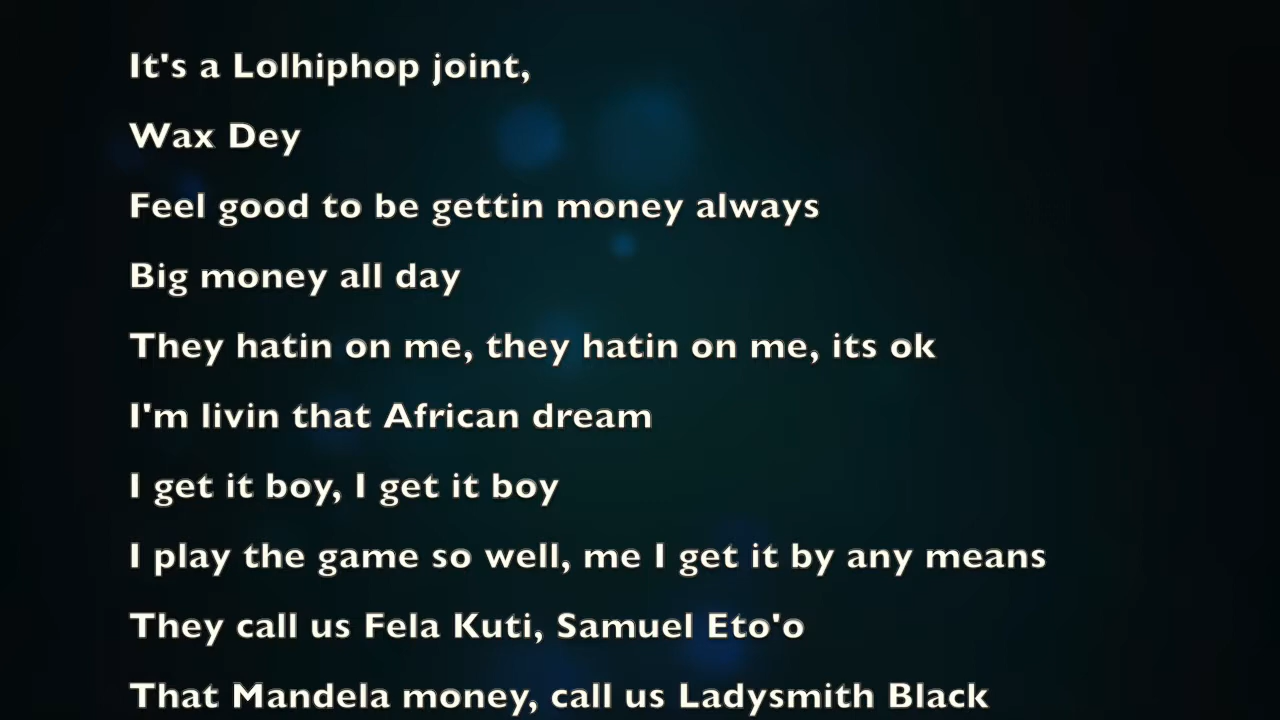 It's a Lolhiphop joint,
Wax Dey
Feel good to be gettin money always
Big money all day
They hatin on me, they hatin on me, its ok
I'm livin that African dream
I get it boy, I get it boy
I play the game so well, me I get it by any means
They call us Fela Kuti, Samuel Eto'o
That Mandela money, call us Ladysmith Black